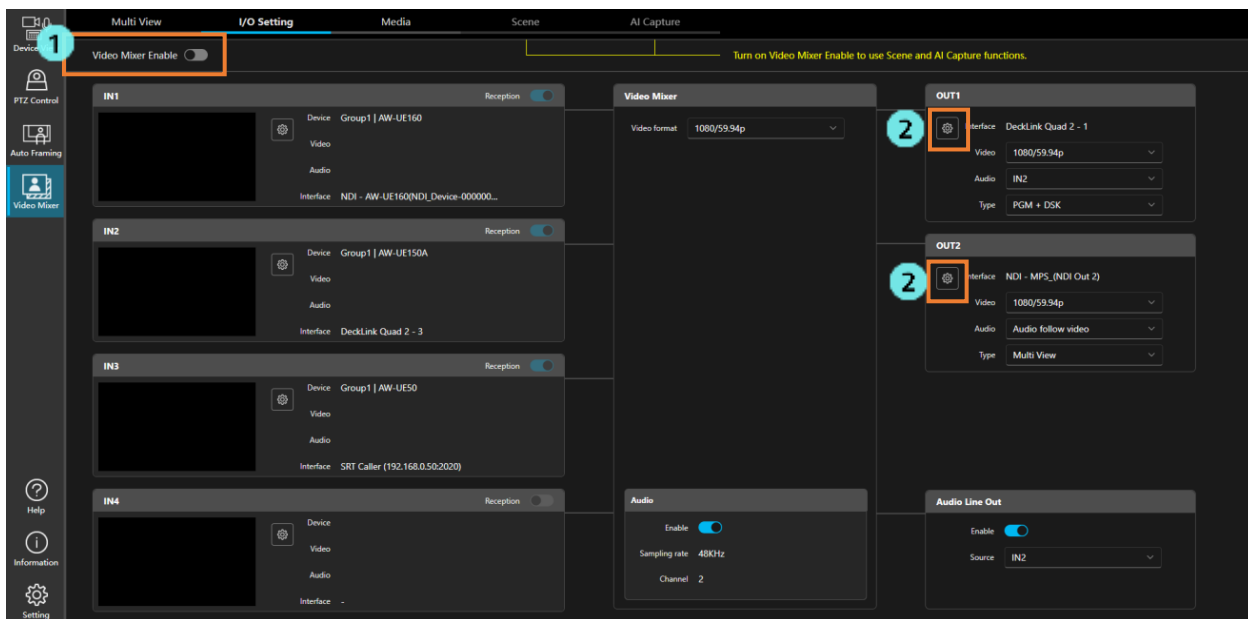 Multi View
I/O Setting
Media
Scene
AI Capture
1
Video Mixer Enable
Turn on Video Mixer Enable to use Scene and AI Capture functions.
PTZ Control
Auto Framing
Video Mixer
Help
Information
Setting
IN1
Reception
Device Group1 | AW-UE160
Video
Audio
Interface NDI - AW-UE160(NDI_Device-000000...
IN2
Reception
Device Group1 | AW-UE150A
Video
Audio
Interface DeckLink Quad 2 - 3
IN3
Reception
Device Group1 | AW-UE50
Video
Audio
Interface SRT Caller (192.168.0.50:2020)
IN4
Reception
Device
Video
Audio
Interface -
Video Mixer
Video format 1080/59.94p
Audio
Enable
Sampling rate 48KHz
Channel 2
OUT1
2
DeckLink Quad 2 - 1
Video 1080/59.94p
Audio IN2
Type PGM + DSK
OUT2
2
NDI - MPS_(NDI Out 2)
Video 1080/59.94p
Audio Audio follow video
Type Multi View
Audio Line Out
Enable
Source IN2